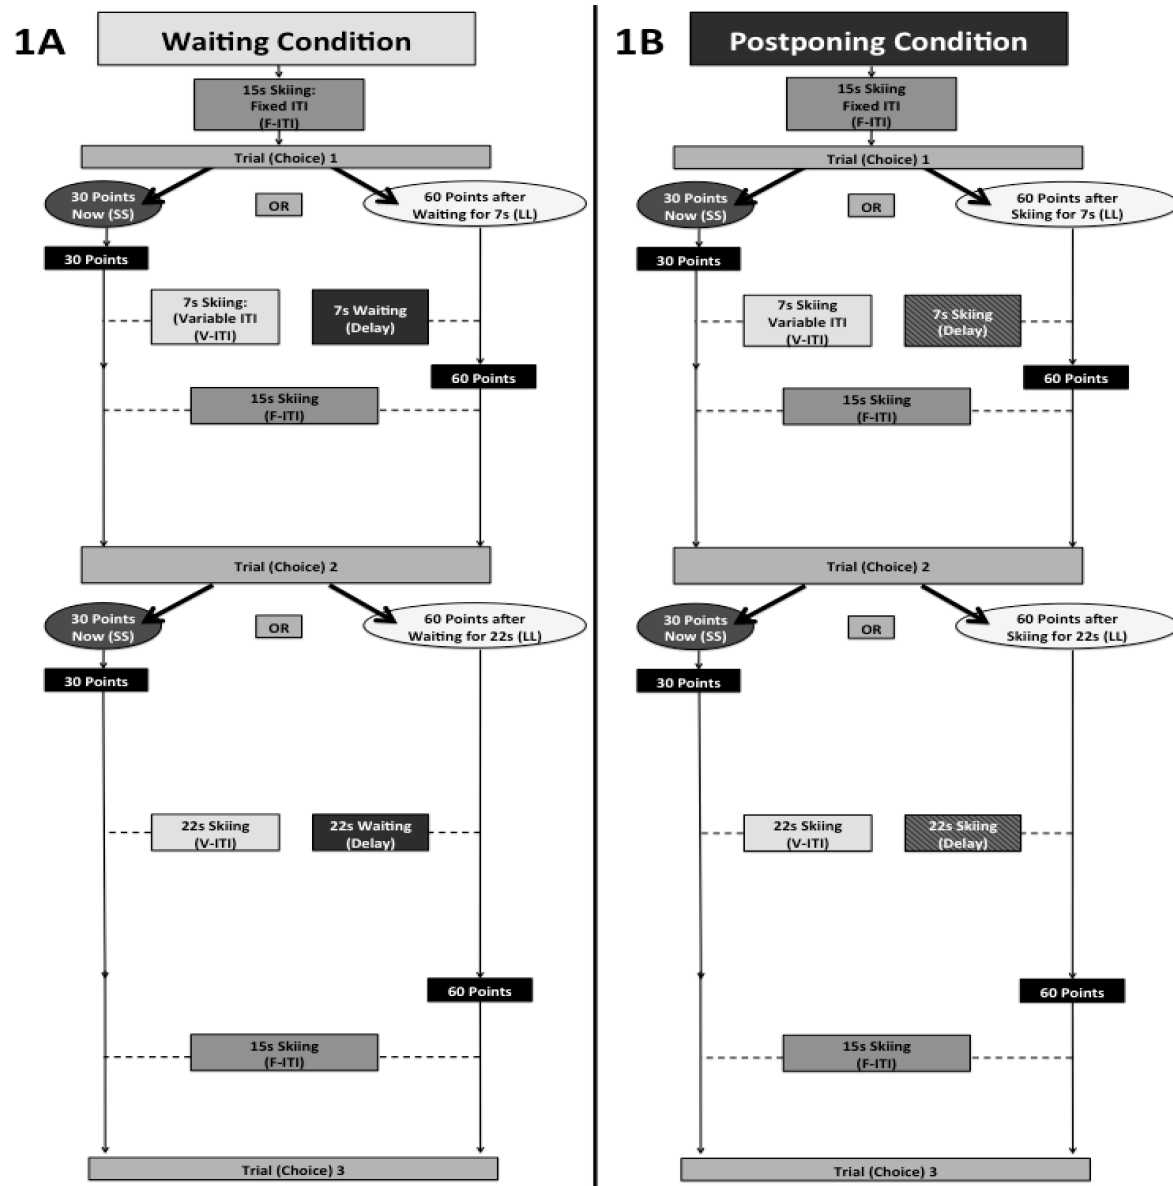 1A
Waiting Condition
15s Skiing:
Fixed ITI
(F-ITI)
Trial (Choice) 1
30 Points
Now (SS)
OR
60 Points after
Waiting for 7s (LL)
30 Points
7s Skiing:
(Variable ITI
(V-ITI)
7s Waiting
(Delay)
60 Points
15s Skiing
(F-ITI)
Trial (Choice) 2
30 Points
Now (SS)
OR
60 Points after
Waiting for 22s (LL)
30 Points
22s Skiing
(V-ITI)
22s Waiting
(Delay)
60 Points
15s Skiing
(F-ITI)
Trial (Choice) 3
1B
Postponing Condition
15s Skiing
Fixed ITI
(F-ITI)
Trial (Choice) 1
30 Points
Now (SS)
OR
60 Points after
Skiing for 7s (LL)
30 Points
7s Skiing
Variable ITI
(V-ITI)
7s Skiing
(Delay)
60 Points
15s Skiing
(F-ITI)
Trial (Choice) 2
30 Points
Now (SS)
OR
60 Points after
Skiing for 22s (LL)
30 Points
22s Skiing
(V-ITI)
22s Skiing
(Delay)
60 Points
15s Skiing
(F-ITI)
Trial (Choice) 3